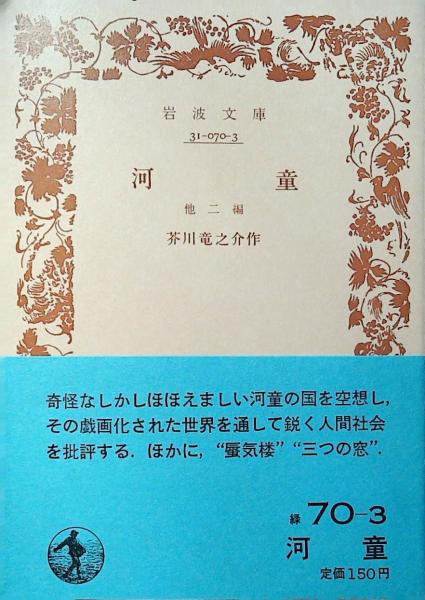 岩波文庫
31-070-3
河童
他二編
芥川竜之介作
奇怪なしかしほほえましい河童の国を空想し,
その戯画化された世界を通して鋭く人間社会
を批評する. ほかに, “蜃気楼” “三つの窓”.
緑 70-3
河童
定価150円